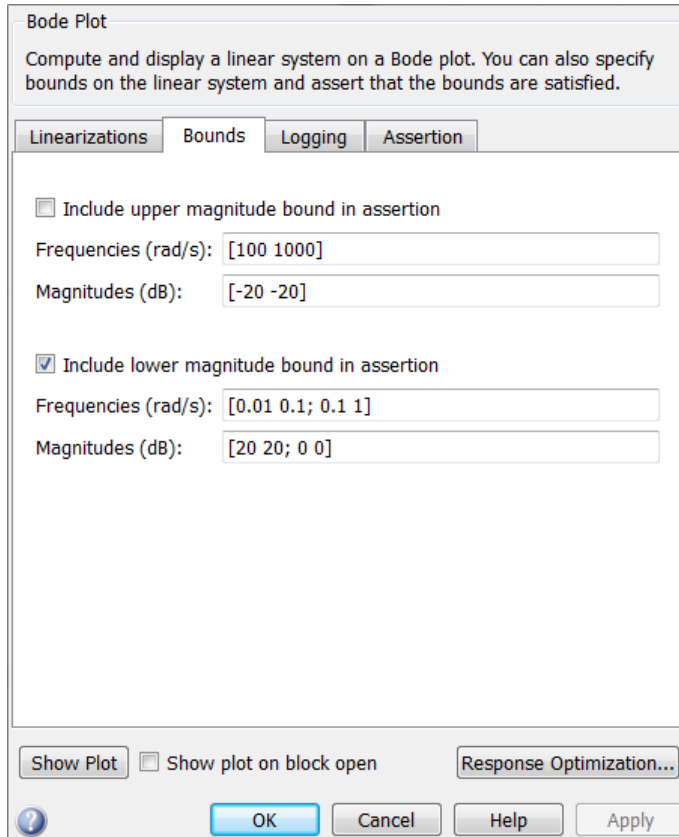 Bode Plot
Compute and display a linear system on a Bode plot. You can also specify
bounds on the linear system and assert that the bounds are satisfied.
Linearizations Bounds Logging Assertion
Include upper magnitude bound in assertion
Frequencies (rad/s): [100 1000]
Magnitudes (dB): [-20 -20]
Include lower magnitude bound in assertion
Frequencies (rad/s): [0.01 0.1; 0.1 1]
Magnitudes (dB): [20 20; 0 0]
Show Plot Show plot on block open Response Optimization...
? OK Cancel Help Apply